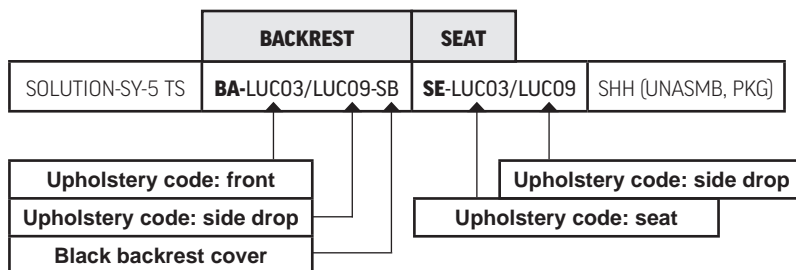 BACKREST SEAT
SOLUTION-SY-5 TS BA-LUC03/LUC09-SB SE-LUC03/LUC09 SHH (UNASMB, PKG)
Upholstery code: front Upholstery code: side drop
Upholstery code: side drop Upholstery code: seat
Black backrest cover